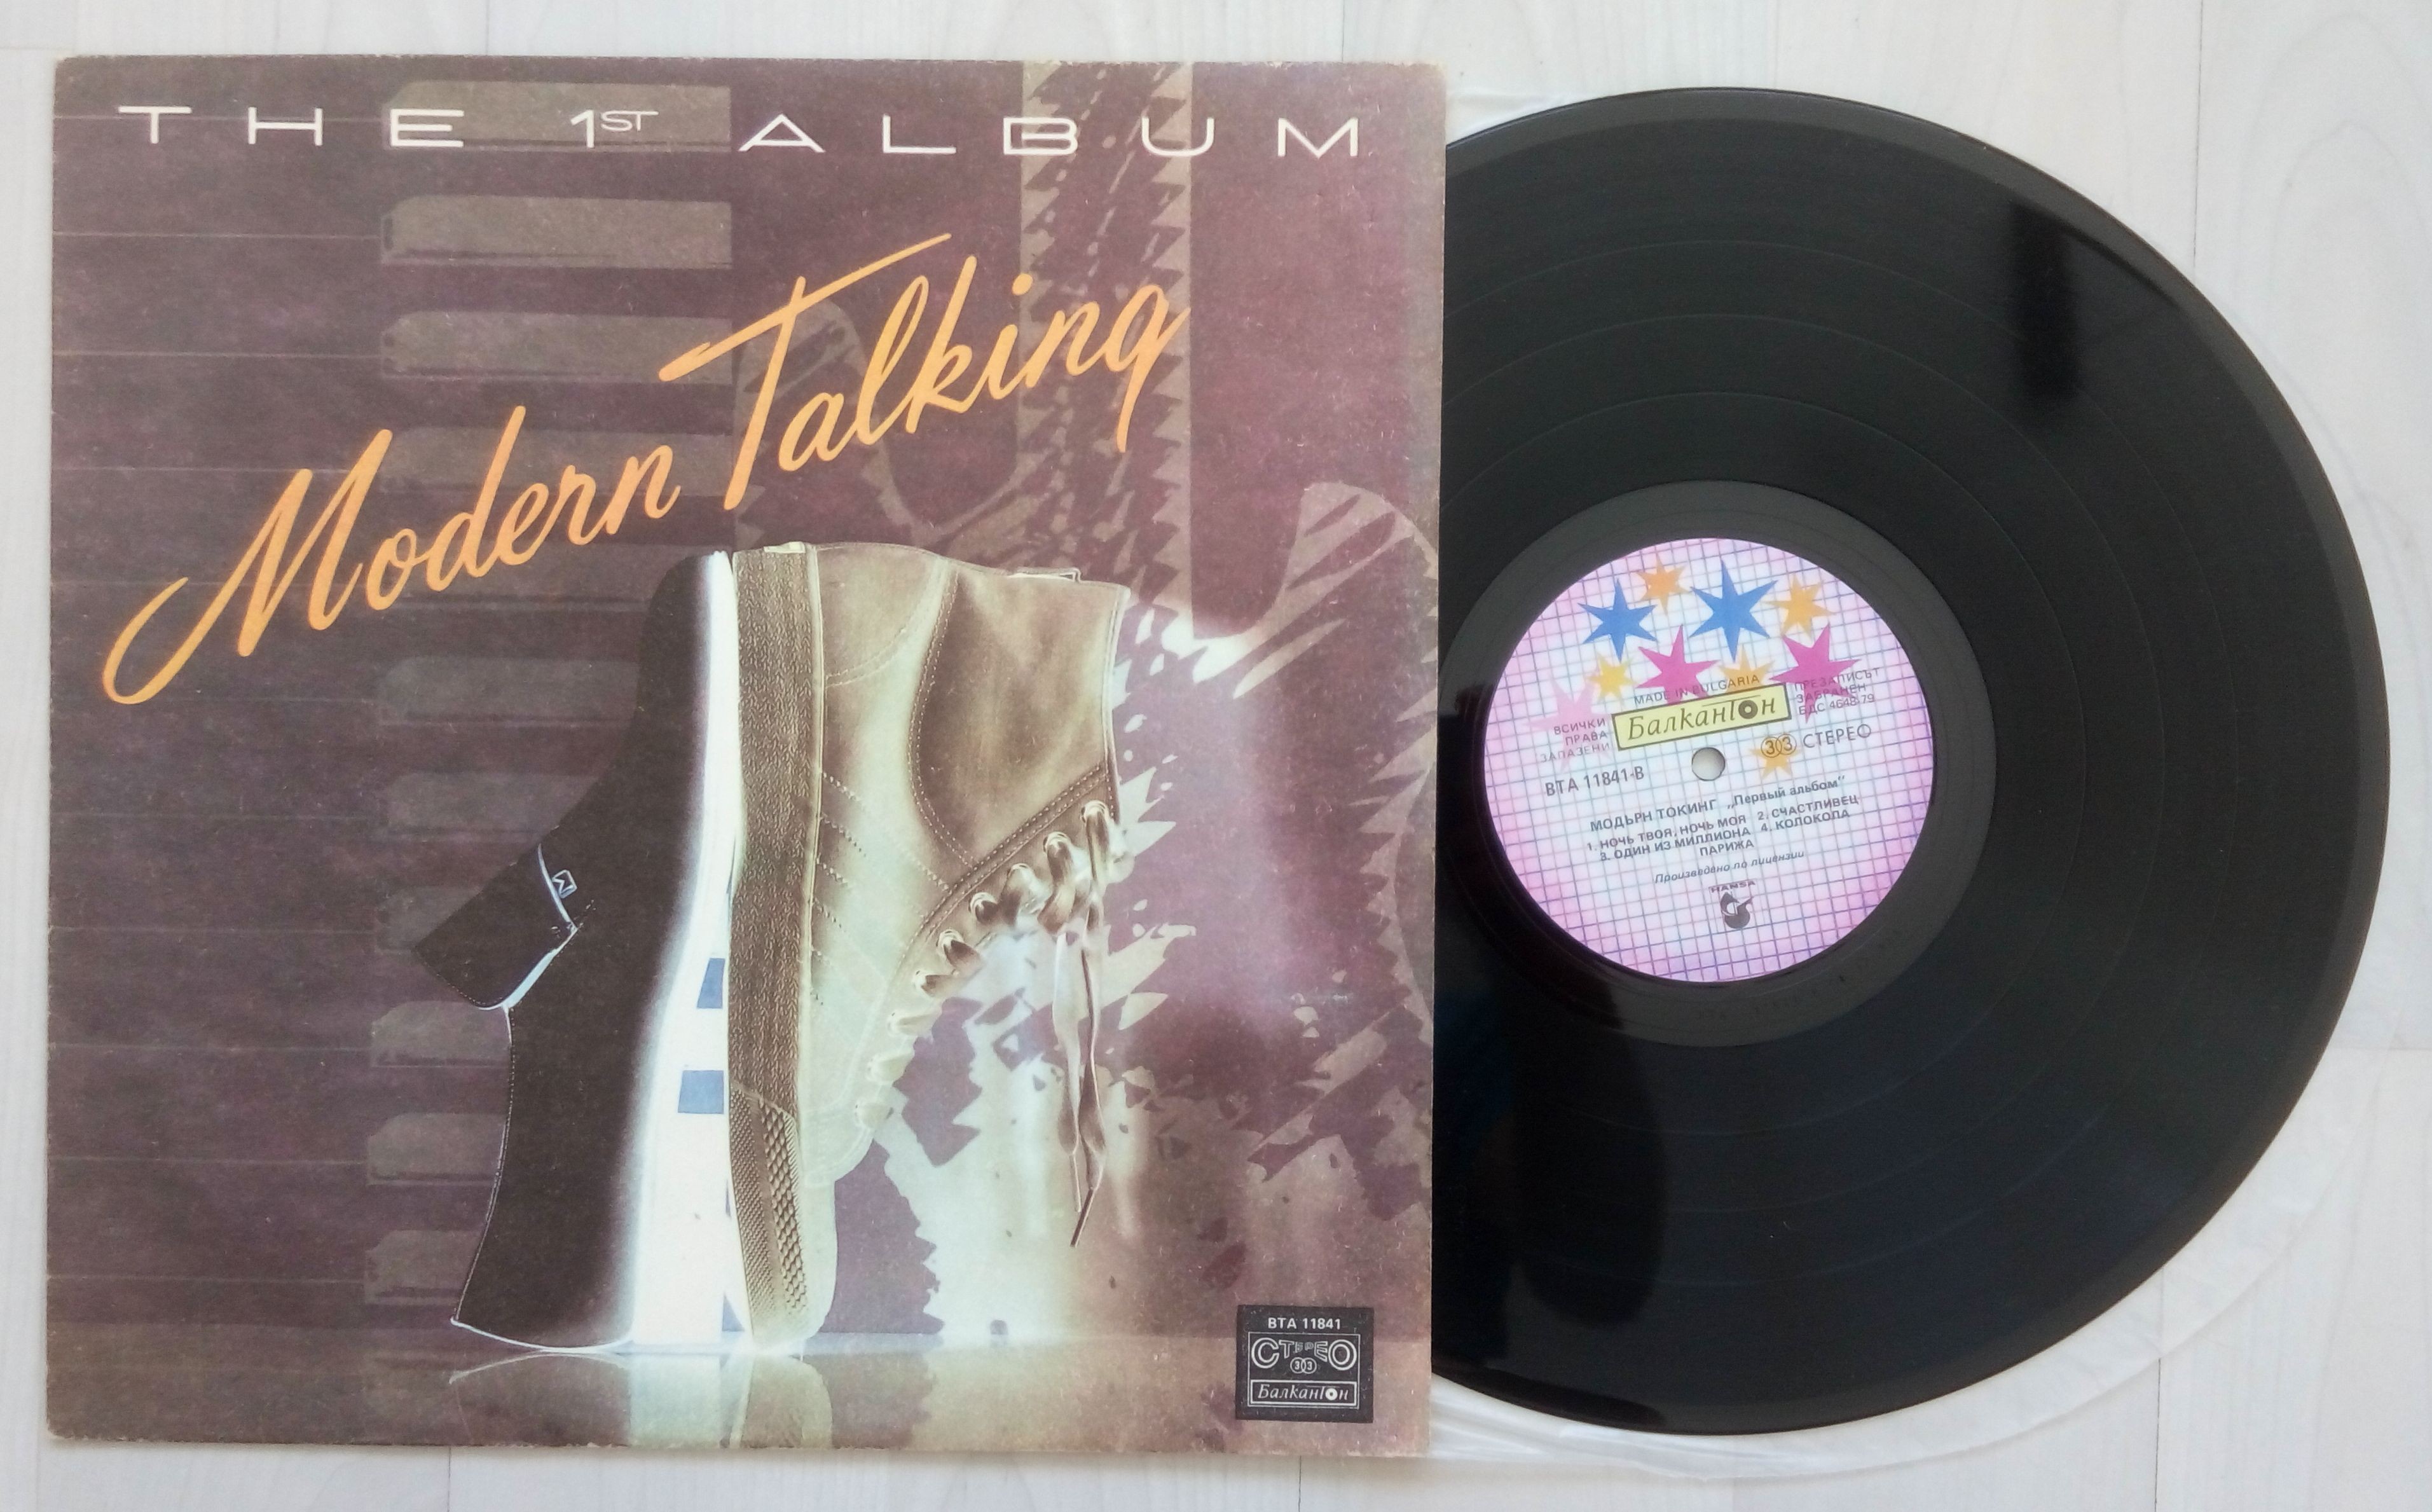 THE 1ST ALBUM
Modern Talking
BTA 11841
СТЕРЕО
33
Балкантон
MADE IN BULGARIA
Балкантон
ВСИЧКИ
ПРАВА
ЗАПАЗЕНИ
ПРЕЗАПИСЪТ
ЗАБРАНЕН
БДС 4648-79
33 СТЕРЕО
ВТА 11841-В
МОДЪРН ТОКИНГ „Первый альбом"
1. НОЧЬ ТВОЯ, НОЧЬ МОЯ 2. СЧАСТЛИВЕЦ
3. ОДИН ИЗ МИЛЛИОНА 4. КОЛОКОЛА
ПАРИЖА
Произведено по лицензии
HANSA